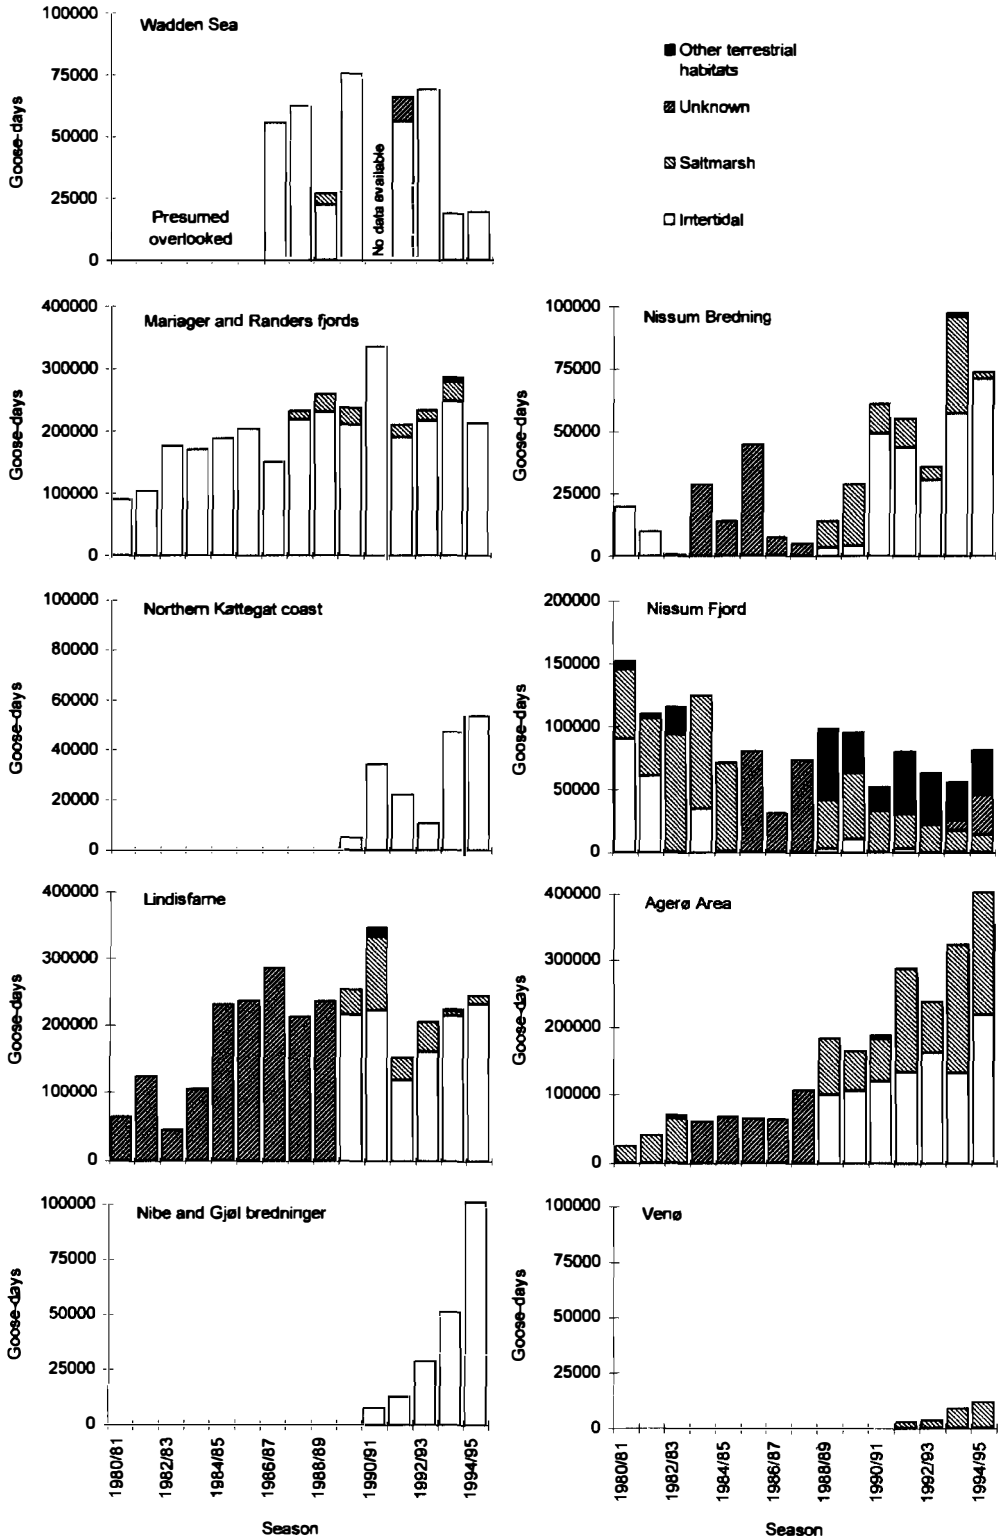 100000
75000
50000
25000
0
Goose-days
Wadden Sea
Presumed
overlooked
No data available
Other terrestrial
habitats
Unknown
Saltmarsh
Intertidal
400000
300000
200000
100000
0
Goose-days
Mariager and Randers fjords
100000
75000
50000
25000
0
Goose-days
Nissum Bredning
100000
80000
60000
40000
20000
0
Goose-days
Northern Kattegat coast
200000
150000
100000
50000
0
Goose-days
Nissum Fjord
400000
300000
200000
100000
0
Goose-days
Lindisfarne
400000
300000
200000
100000
0
Goose-days
Agerø Area
100000
75000
50000
25000
0
Goose-days
Nibe and Gjøl bredninger
1980/81
1982/83
1984/85
1986/87
1988/89
1990/91
1992/93
1994/95
Season
100000
75000
50000
25000
0
Goose-days
Venø
1980/81
1982/83
1984/85
1986/87
1988/89
1990/91
1992/93
1994/95
Season